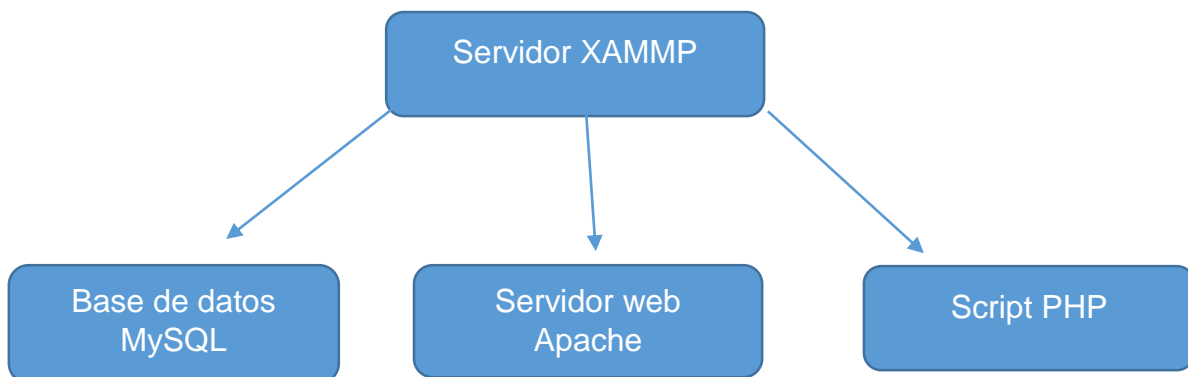 Servidor XAMMP
Base de datos
MySQL
Servidor web
Apache
Script PHP